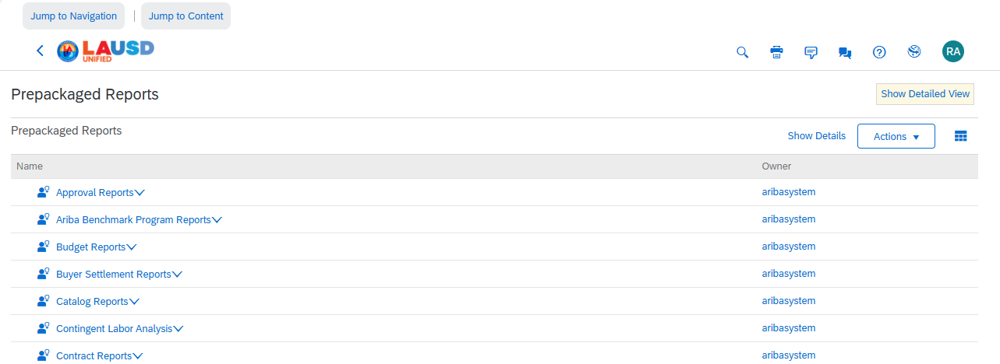 Jump to Navigation | Jump to Content
LAUSD
UNIFIED
RA
Prepackaged Reports
Show Detailed View
Prepackaged Reports
Show Details
Actions
Name Owner
Approval Reports aribasystem
Ariba Benchmark Program Reports aribasystem
Budget Reports aribasystem
Buyer Settlement Reports aribasystem
Catalog Reports aribasystem
Contingent Labor Analysis aribasystem
Contract Reports aribasystem